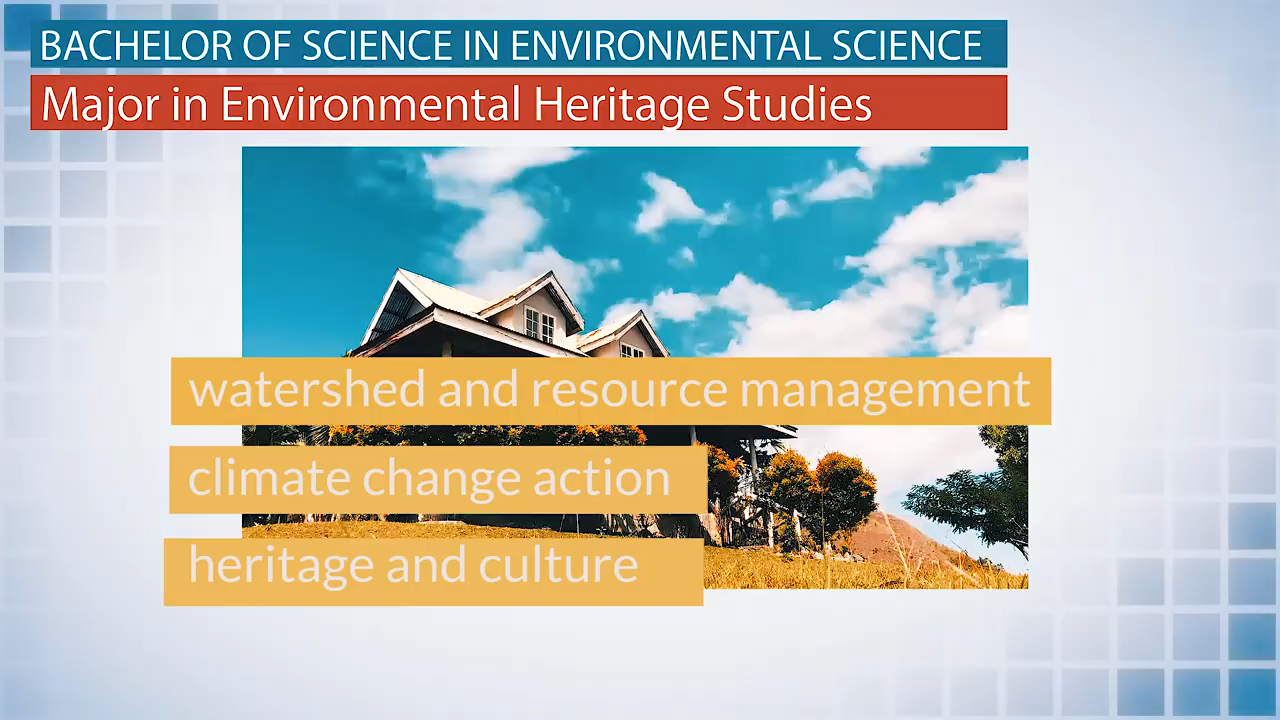 BACHELOR OF SCIENCE IN ENVIRONMENTAL SCIENCE
Major in Environmental Heritage Studies
watershed and resource management
climate change action
heritage and culture